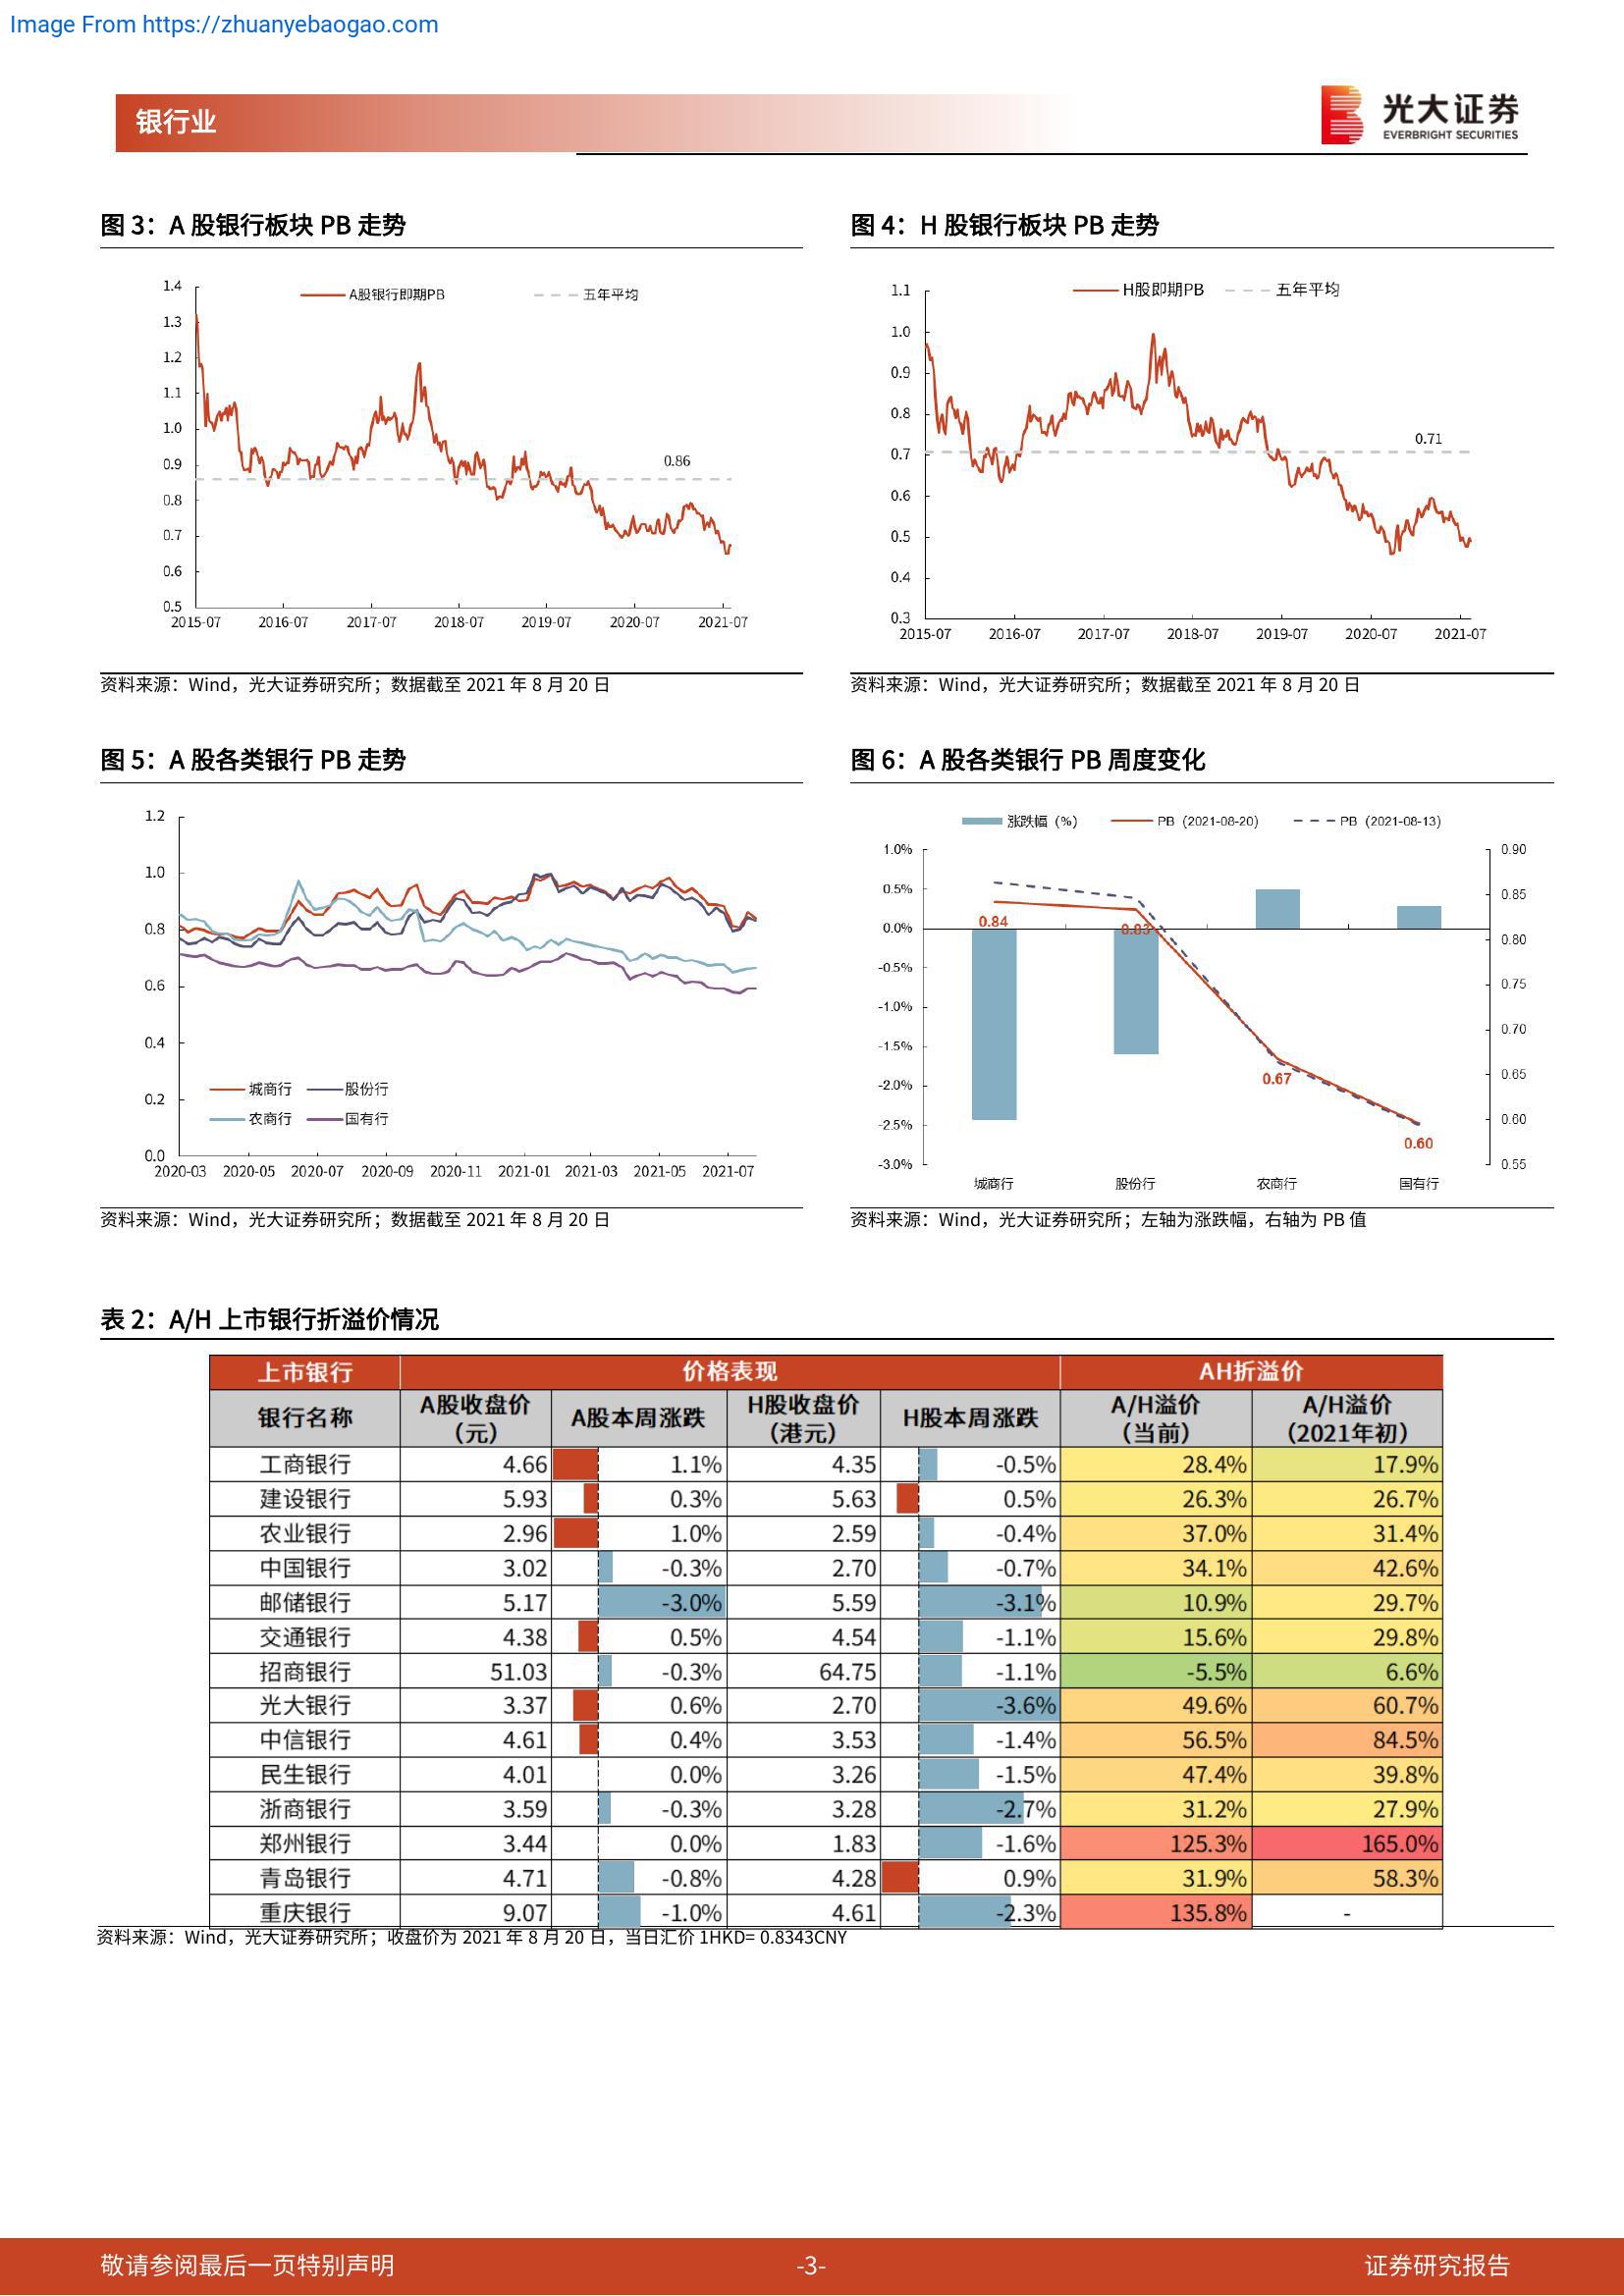 Image From https://zhuanyebaogao.com
银行业
光大证券
EVERBRIGHT SECURITIES
图 3：A 股银行板块 PB 走势
A股银行即期PB 五年平均
1.4
1.3
1.2
1.1
1.0
0.9
0.8
0.7
0.6
0.5
0.86
2015-07 2016-07 2017-07 2018-07 2019-07 2020-07 2021-07
资料来源：Wind，光大证券研究所；数据截至 2021 年 8 月 20 日
图 4：H 股银行板块 PB 走势
H股即期PB 五年平均
1.1
1.0
0.9
0.8
0.7
0.6
0.5
0.4
0.3
0.71
2015-07 2016-07 2017-07 2018-07 2019-07 2020-07 2021-07
资料来源：Wind，光大证券研究所；数据截至 2021 年 8 月 20 日
图 5：A 股各类银行 PB 走势
1.2
1.0
0.8
0.6
0.4
0.2
0.0
城商行 股份行
农商行 国有行
2020-03 2020-05 2020-07 2020-09 2020-11 2021-01 2021-03 2021-05 2021-07
资料来源：Wind，光大证券研究所；数据截至 2021 年 8 月 20 日
图 6：A 股各类银行 PB 周度变化
涨跌幅（%） PB（2021-08-20） PB（2021-08-13）
1.0%
0.5%
0.0%
-0.5%
-1.0%
-1.5%
-2.0%
-2.5%
-3.0%
0.84
0.83
0.67
0.60
0.90
0.85
0.80
0.75
0.70
0.65
0.60
0.55
城商行 股份行 农商行 国有行
资料来源：Wind，光大证券研究所；左轴为涨跌幅，右轴为 PB 值
表 2：A/H 上市银行折溢价情况
上市银行 价格表现 AH折溢价
银行名称 A股收盘价（元） A股本周涨跌 H股收盘价（港元） H股本周涨跌 A/H溢价（当前） A/H溢价（2021年初）
工商银行 4.66 1.1% 4.35 -0.5% 28.4% 17.9%
建设银行 5.93 0.3% 5.63 0.5% 26.3% 26.7%
农业银行 2.96 1.0% 2.59 -0.4% 37.0% 31.4%
中国银行 3.02 -0.3% 2.70 -0.7% 34.1% 42.6%
邮储银行 5.17 -3.0% 5.59 -3.1% 10.9% 29.7%
交通银行 4.38 0.5% 4.54 -1.1% 15.6% 29.8%
招商银行 51.03 -0.3% 64.75 -1.1% -5.5% 6.6%
光大银行 3.37 0.6% 2.70 -3.6% 49.6% 60.7%
中信银行 4.61 0.4% 3.53 -1.4% 56.5% 84.5%
民生银行 4.01 0.0% 3.26 -1.5% 47.4% 39.8%
浙商银行 3.59 -0.3% 3.28 -2.7% 31.2% 27.9%
郑州银行 3.44 0.0% 1.83 -1.6% 125.3% 165.0%
青岛银行 4.71 -0.8% 4.28 0.9% 31.9% 58.3%
重庆银行 9.07 -1.0% 4.61 -2.3% 135.8% -
资料来源：Wind，光大证券研究所；收盘价为 2021 年 8 月 20 日，当日汇价 1HKD= 0.8343CNY
敬请参阅最后一页特别声明 -3- 证券研究报告